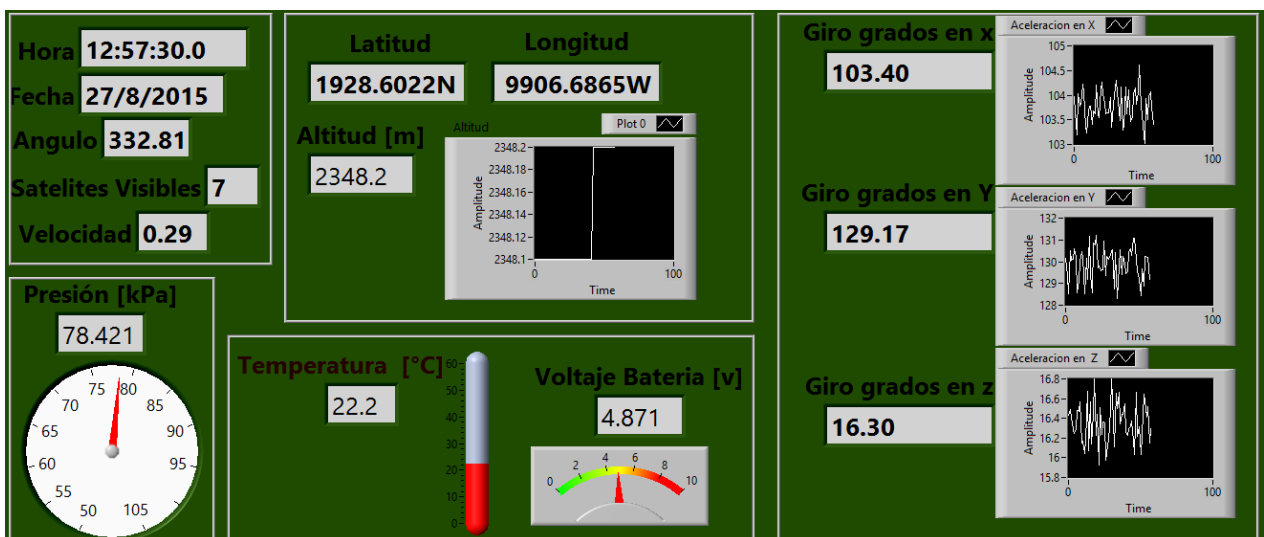 Hora 12:57:30.0
Fecha 27/8/2015
Angulo 332.81
Satelites Visibles 7
Velocidad 0.29
Latitud Longitud
1928.6022N 9906.6865W
Altitud [m]
2348.2
Altitud Plot 0
2348.2
2348.18
2348.16
2348.14
2348.12
2348.1
Amplitude
0 100
Time
Giro grados en x
103.40
Aceleracion en X
105
104.5
104
103.5
103
Amplitude
0 100
Time
Giro grados en Y
129.17
Aceleracion en Y
132
131
130
129
128
Amplitude
0 100
Time
Giro grados en z
16.30
Aceleracion en Z
16.8
16.6
16.4
16.2
16
15.8
Amplitude
0 100
Time
Presión [kPa]
78.421
50 55 60 65 70 75 80 85 90 95 105
Temperatura [°C]
22.2
60
50
40
30
20
10
0
Voltaje Bateria [v]
4.871
0 2 4 6 8 10